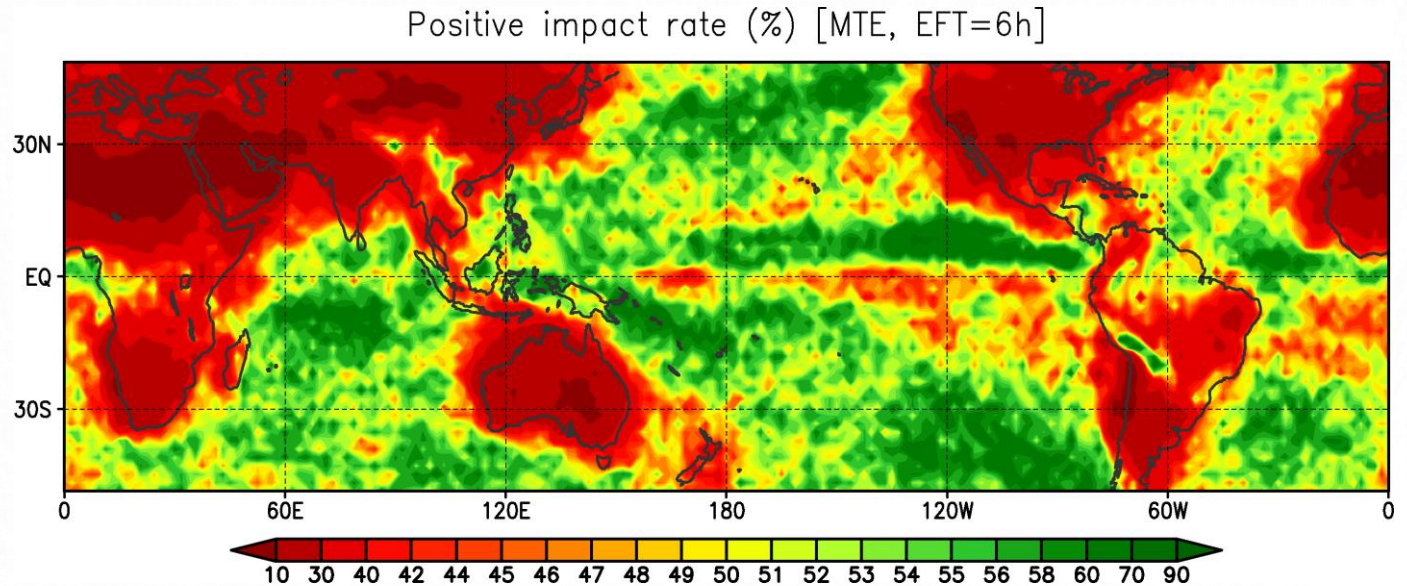 Positive impact rate (%) [MTE, EFT=6h]
30N
EQ
30S
0 60E 120E 180 120W 60W 0
10 30 40 42 44 45 46 47 48 49 50 51 52 53 54 55 56 58 60 70 90